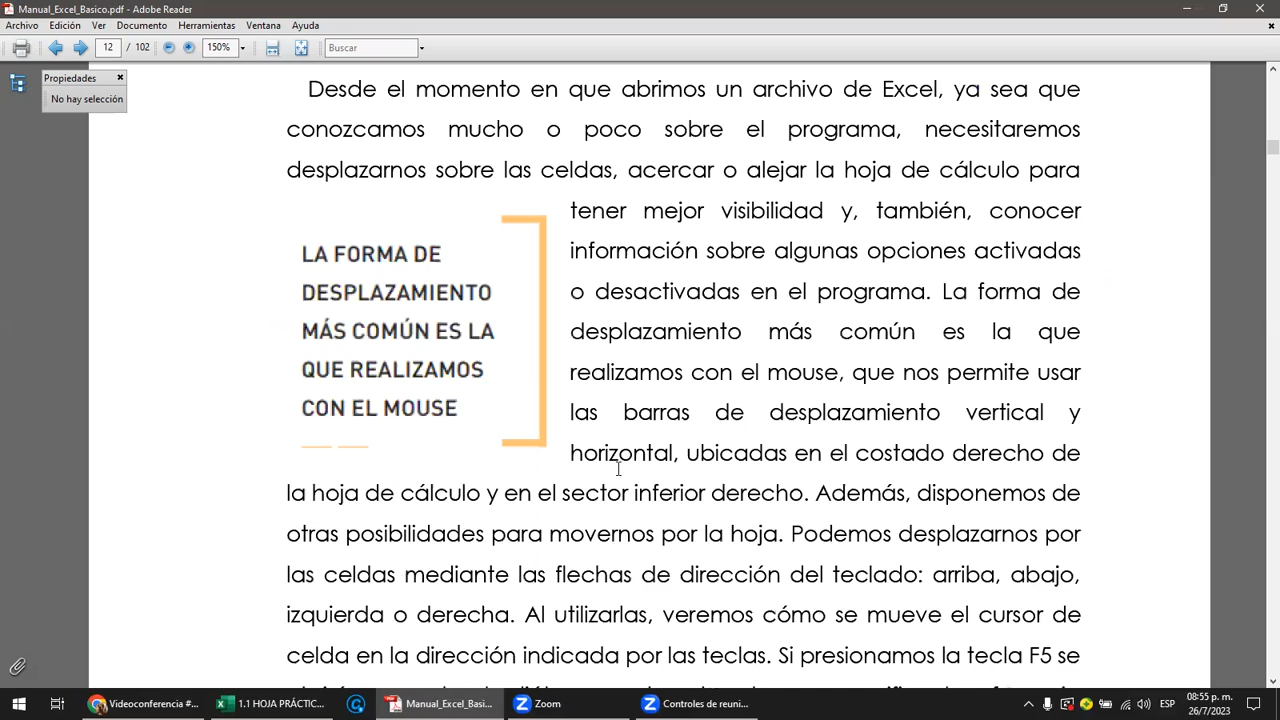 Manual_Excel_Basico.pdf - Adobe Reader
Archivo Edición Ver Documento Herramientas Ventana Ayuda
12 / 102 150% Buscar
Propiedades
No hay selección
Desde el momento en que abrimos un archivo de Excel, ya sea que
conozcamos mucho o poco sobre el programa, necesitaremos
desplazarnos sobre las celdas, acercar o alejar la hoja de cálculo para
LA FORMA DE
DESPLAZAMIENTO
MÁS COMÚN ES LA
QUE REALIZAMOS
CON EL MOUSE
tener mejor visibilidad y, también, conocer
información sobre algunas opciones activadas
o desactivadas en el programa. La forma de
desplazamiento más común es la que
realizamos con el mouse, que nos permite usar
las barras de desplazamiento vertical y
horizontal, ubicadas en el costado derecho de
la hoja de cálculo y en el sector inferior derecho. Además, disponemos de
otras posibilidades para movernos por la hoja. Podemos desplazarnos por
las celdas mediante las flechas de dirección del teclado: arriba, abajo,
izquierda o derecha. Al utilizarlas, veremos cómo se mueve el cursor de
celda en la dirección indicada por las teclas. Si presionamos la tecla F5 se
Videoconferencia #... 1.1 HOJA PRÁCTIC... Manual_Excel_Basi... Zoom Controles de reuni... ESP 08:55 p. m.
26/7/2023